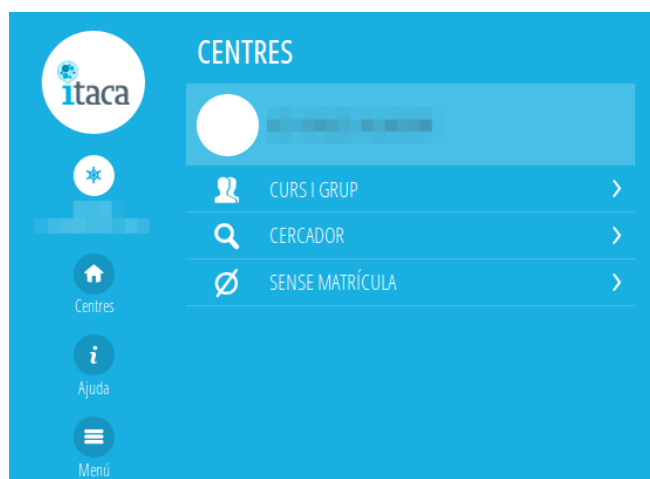 itaca
Centres
Ajuda
Menú
CENTRES
CURS I GRUP
CERCADOR
SENSE MATRÍCULA